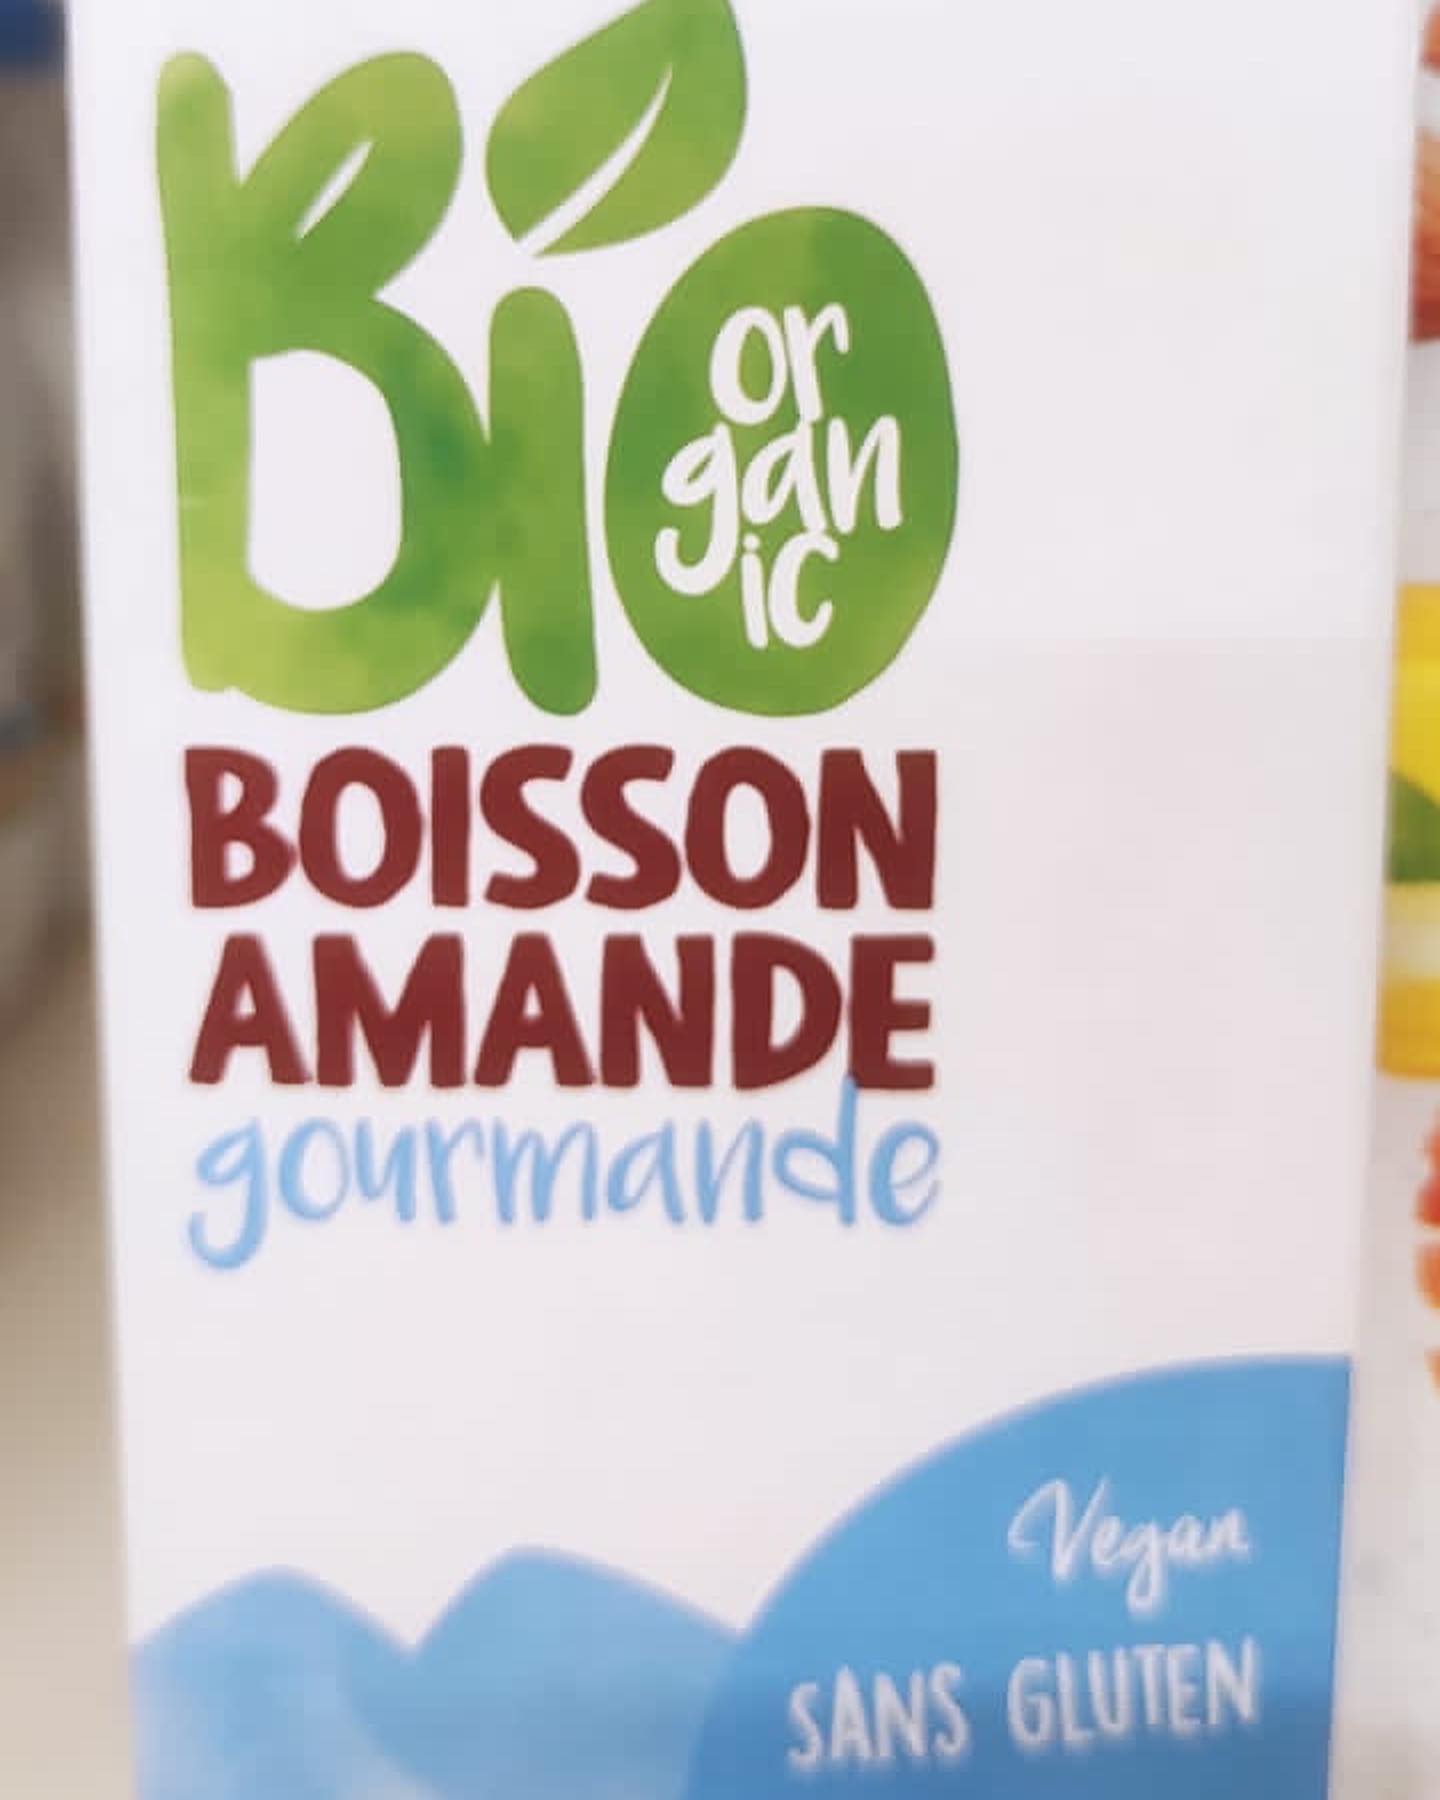 Bio
or
gan
ic
BOISSON
AMANDE
gourmande
Vegan
SANS GLUTEN